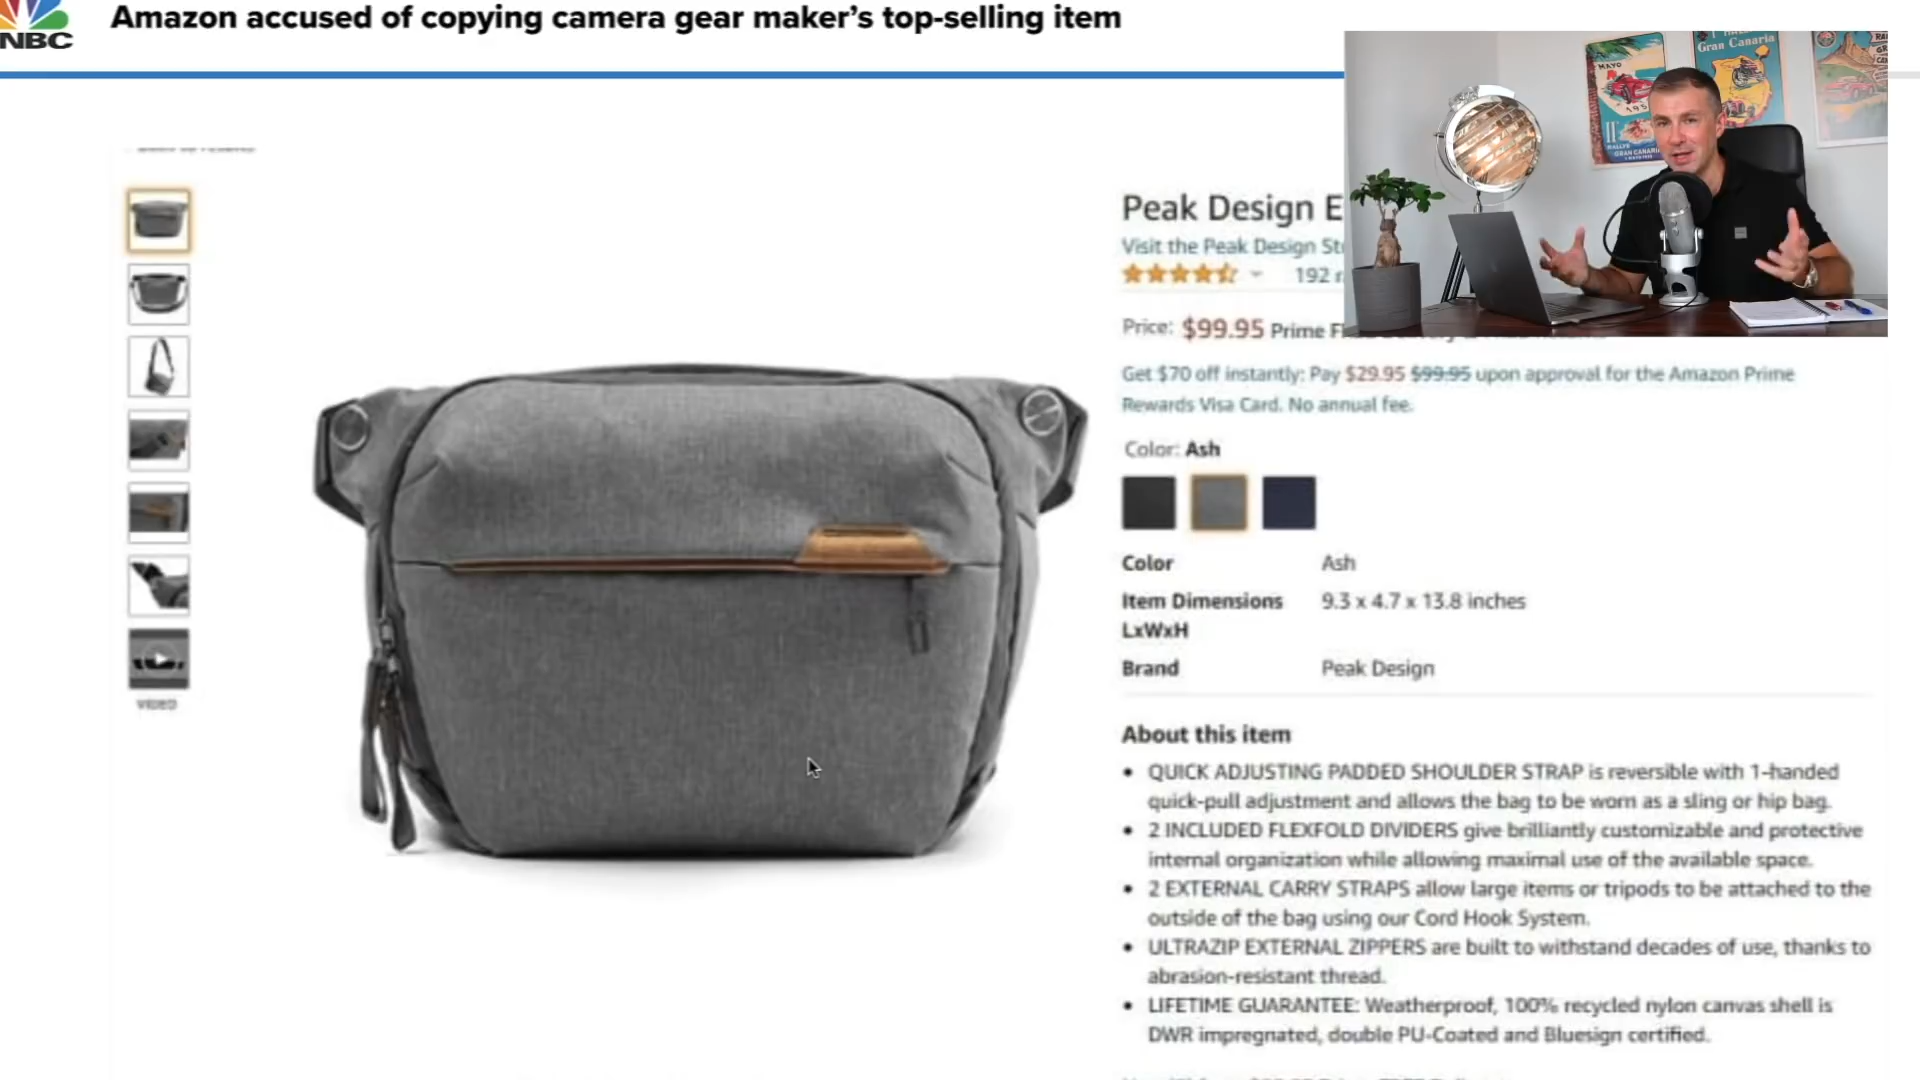 NBC
Amazon accused of copying camera gear maker's top-selling item
MAYO
195
II
RALLYE
GRAN CANARIA
Gran Canaria
Peak Design E
Visit the Peak Design
192
Price: $99.95 Prime
Get $70 off instantly: Pay $29.95 $99.95 upon approval for the Amazon Prime
Rewards Visa Card. No annual fee.
Color: Ash
Color Ash
Item Dimensions 9.3 x 4.7 x 13.8 inches
LxWxH
Brand Peak Design
VIDEO
About this item
• QUICK ADJUSTING PADDED SHOULDER STRAP is reversible with 1-handed
quick-pull adjustment and allows the bag to be worn as a sling or hip bag.
• 2 INCLUDED FLEXFOLD DIVIDERS give brilliantly customizable and protective
internal organization while allowing maximal use of the available space.
• 2 EXTERNAL CARRY STRAPS allow large items or tripods to be attached to the
outside of the bag using our Cord Hook System.
• ULTRAZIP EXTERNAL ZIPPERS are built to withstand decades of use, thanks to
abrasion-resistant thread.
• LIFETIME GUARANTEE: Weatherproof, 100% recycled nylon canvas shell is
DWR impregnated, double PU-Coated and Bluesign certified.